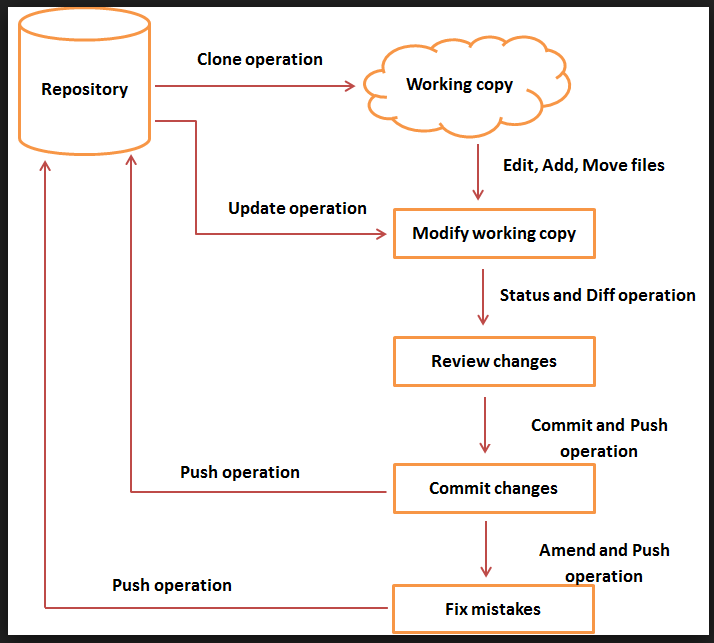 Clone operation
Repository
Working copy
Edit, Add, Move files
Update operation
Modify working copy
Status and Diff operation
Review changes
Commit and Push
operation
Push operation
Commit changes
Amend and Push
operation
Push operation
Fix mistakes